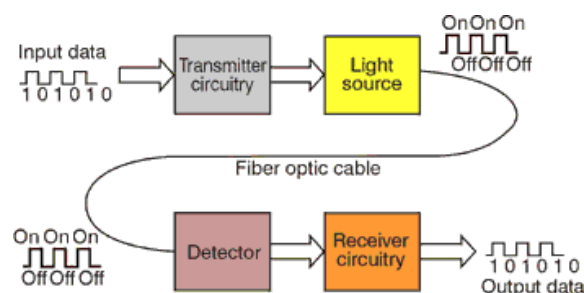 On On On
Input data
Transmitter
circuitry
Light
source
Off Off Off
1 0 1 0 1 0
Fiber optic cable
On On On
Detector
Receiver
circuitry
Off Off Off
1 0 1 0 1 0
Output data